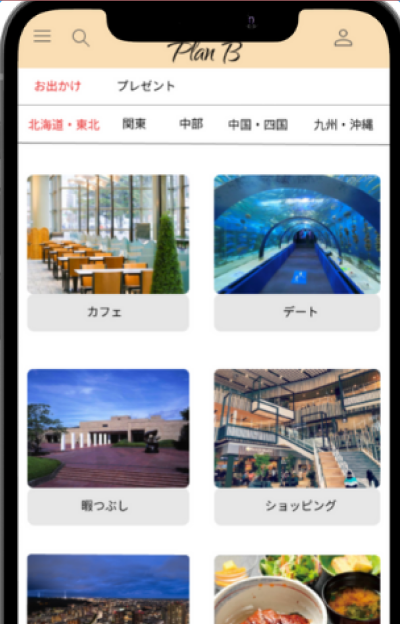 Plan B
お出かけ プレゼント
北海道・東北 関東 中部 中国・四国 九州・沖縄
カフェ デート
暇つぶし ショッピング